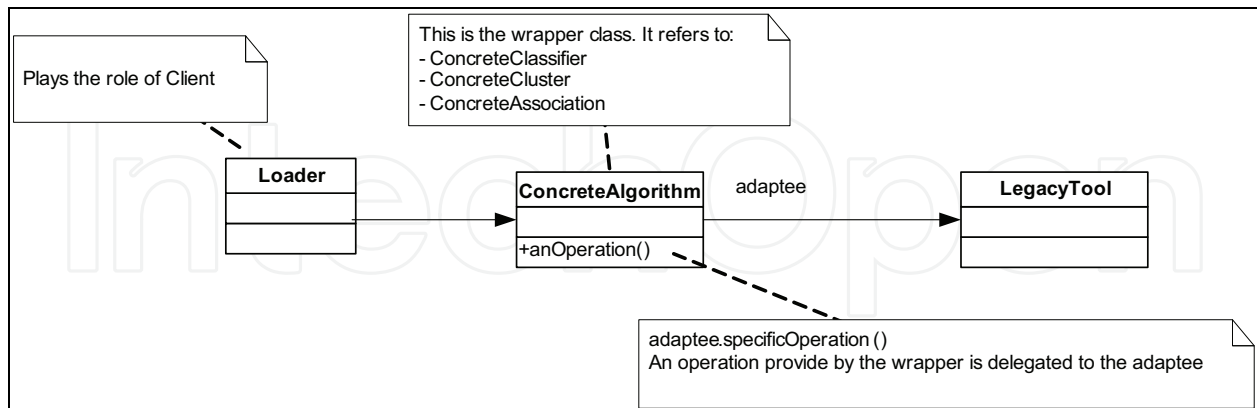 Plays the role of Client
This is the wrapper class. It refers to:
- ConcreteClassifier
- ConcreteCluster
- ConcreteAssociation
Loader
ConcreteAlgorithm
+anOperation()
adaptee
LegacyTool
adaptee.specificOperation ()
An operation provide by the wrapper is delegated to the adaptee
IntechOpen